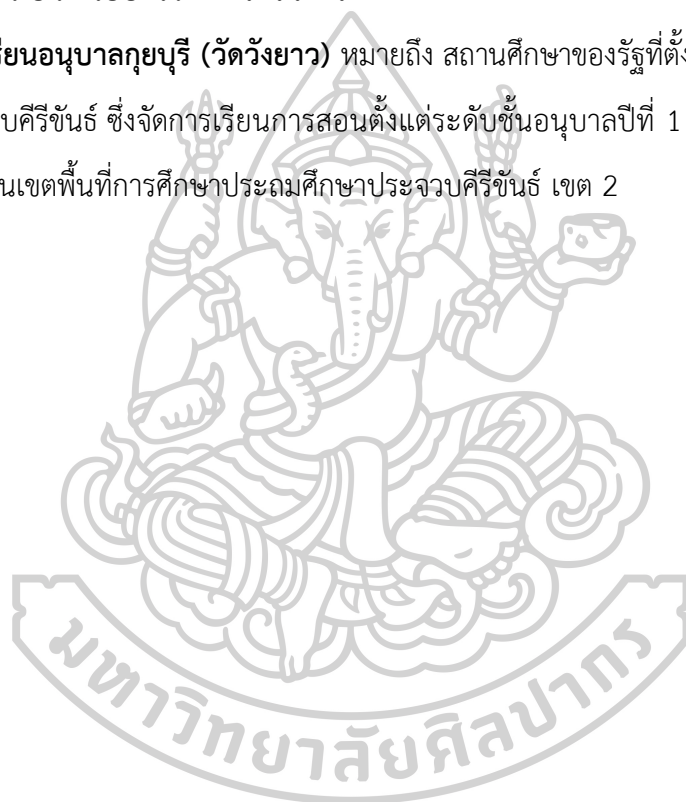 รียนอนุบาลกุยบุรี (วัดวังยาว) หมายถึง สถานศึกษาของรัฐที่ตั้ง
บคีรีขันธ์ ซึ่งจัดการเรียนการสอนตั้งแต่ระดับชั้นอนุบาลปีที่ 1
นเขตพื้นที่การศึกษาประถมศึกษาประจวบคีรีขันธ์ เขต 2
มหาวิทยาลัยศิลปากร